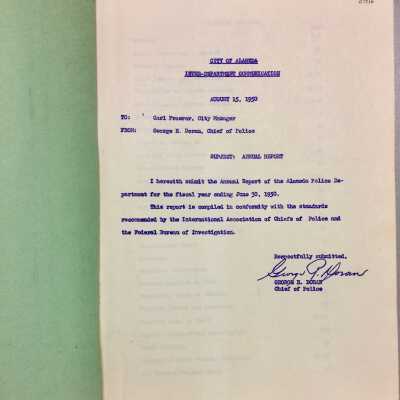 CITY OF ALAMEDA
INTER-DEPARTMENT COMMUNICATION
AUGUST 15, 1950
TO: Carl Froerer, City Manager
FROM: George H. Doran, Chief of Police
SUBJECT: ANNUAL REPORT
I herewith submit the Annual Report of the Alameda Police De-
partment for the fiscal year ending June 30, 1950.
This report is compiled in conformity with the standards
recommended by the International Association of Chiefs of Police and
the Federal Bureau of Investigation.
Respectfully submitted,
George H. Doran
GEORGE H. DORAN
Chief of Police